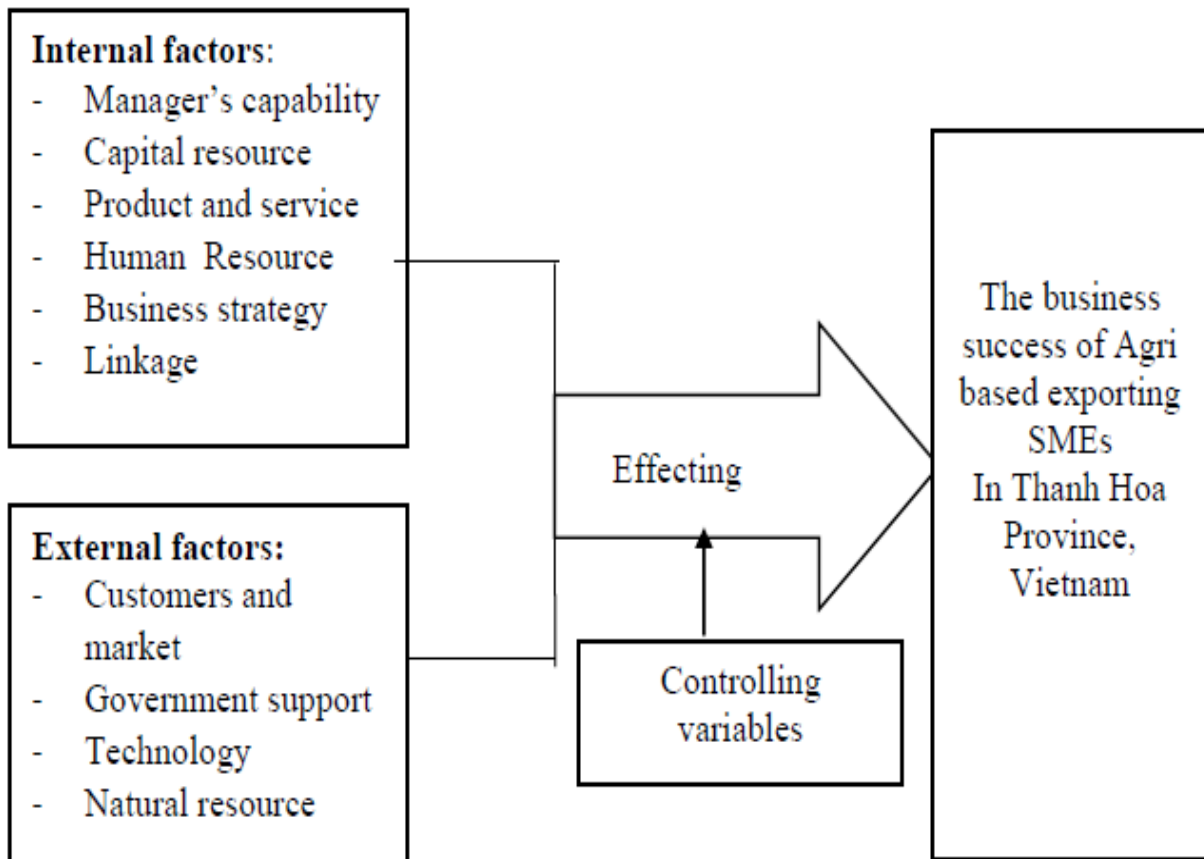 Internal factors:
- Manager’s capability
- Capital resource
- Product and service
- Human Resource
- Business strategy
- Linkage
External factors:
- Customers and
market
- Government support
- Technology
- Natural resource
Effecting
Controlling
variables
The business
success of Agri
based exporting
SMEs
In Thanh Hoa
Province,
Vietnam